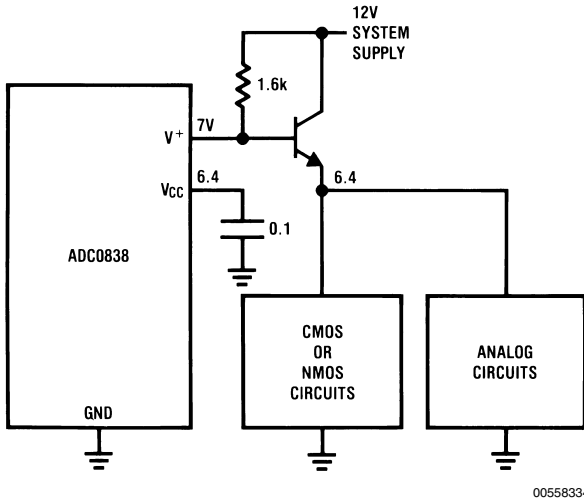 12V
SYSTEM
SUPPLY
1.6k
V+
7V
VCC
6.4
6.4
0.1
ADC0838
CMOS
OR
NMOS
CIRCUITS
ANALOG
CIRCUITS
GND